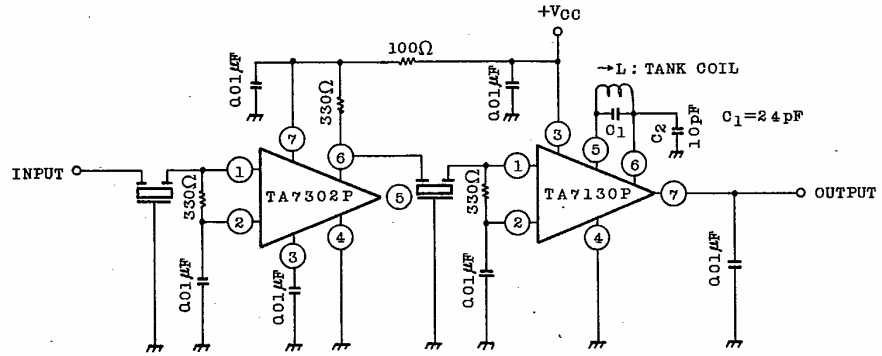 +VCC
100Ω
0.01μF
330Ω
0.01μF
→L: TANK COIL
C1
C2
10pF
C1=24pF
7
6
3
5
6
INPUT
1
TA7302P
5
1
TA7130P
7
OUTPUT
330Ω
2
330Ω
2
3
4
4
0.01μF
0.01μF
0.01μF
0.01μF